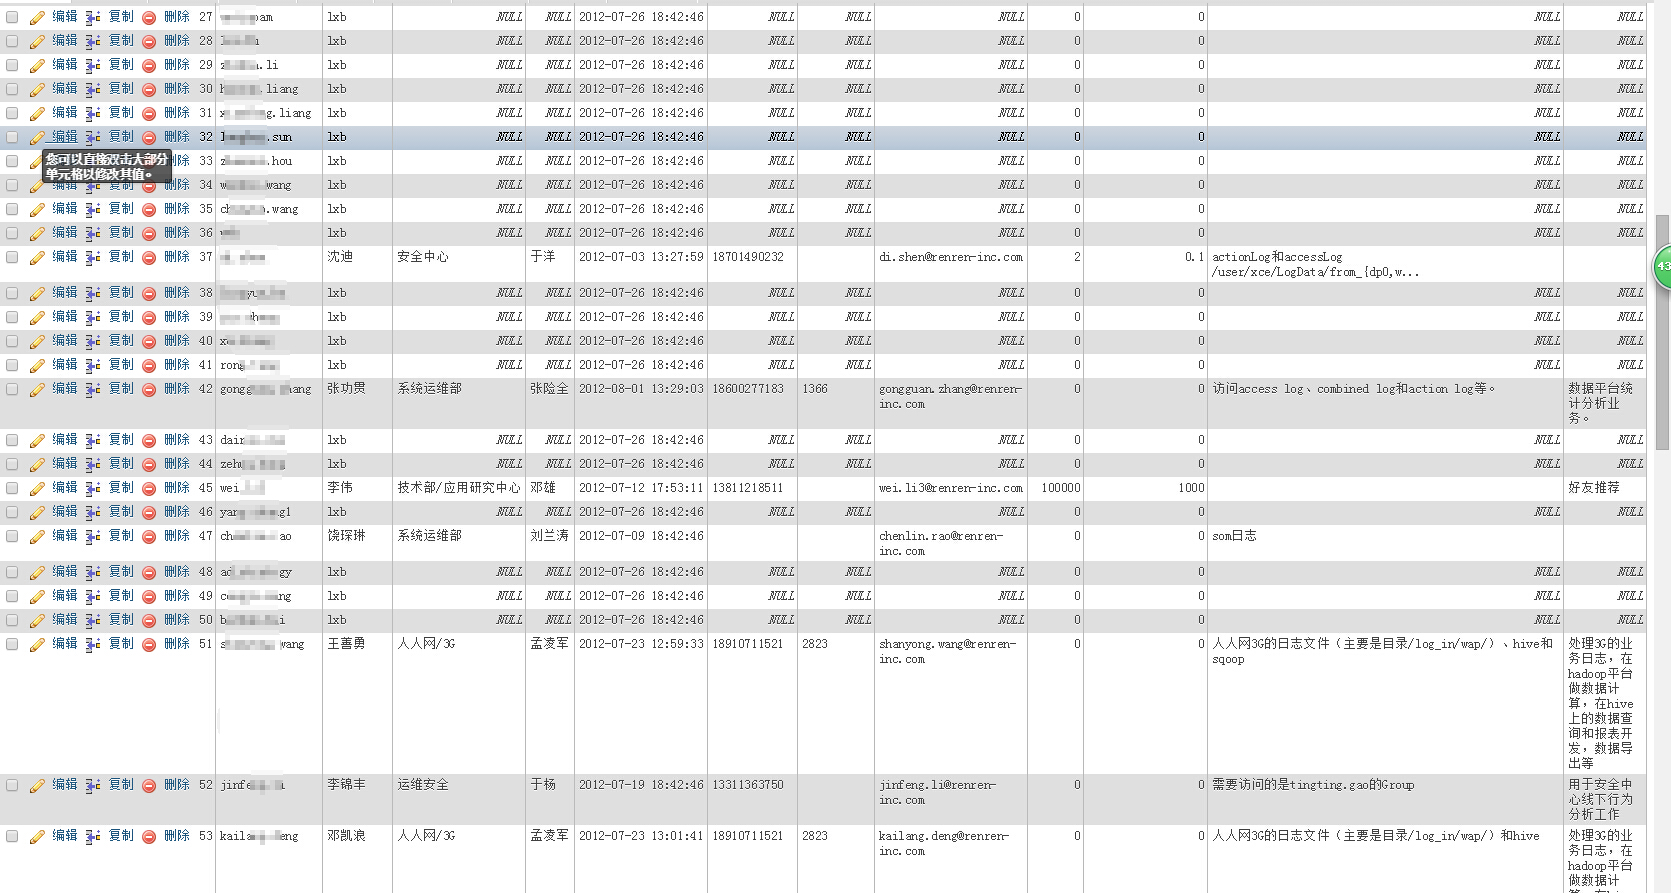 编辑 复制 删除 27 lxb NULL NULL 2012-07-26 18:42:46 NULL NULL NULL 0 0 NULL NULL
编辑 复制 删除 28 lxb NULL NULL 2012-07-26 18:42:46 NULL NULL NULL 0 0 NULL NULL
编辑 复制 删除 29 .li lxb NULL NULL 2012-07-26 18:42:46 NULL NULL NULL 0 0 NULL NULL
编辑 复制 删除 30 .liang lxb NULL NULL 2012-07-26 18:42:46 NULL NULL NULL 0 0 NULL NULL
编辑 复制 删除 31 g.liang lxb NULL NULL 2012-07-26 18:42:46 NULL NULL NULL 0 0 NULL NULL
编辑 复制 删除 32 .sun lxb NULL NULL 2012-07-26 18:42:46 NULL NULL NULL 0 0 NULL NULL
您可以直接双击大部分
单元格以修改其值。
删除 33 .hou lxb NULL NULL 2012-07-26 18:42:46 NULL NULL NULL 0 0 NULL NULL
编辑 复制 删除 34 wang lxb NULL NULL 2012-07-26 18:42:46 NULL NULL NULL 0 0 NULL NULL
编辑 复制 删除 35 .wang lxb NULL NULL 2012-07-26 18:42:46 NULL NULL NULL 0 0 NULL NULL
编辑 复制 删除 36 lxb NULL NULL 2012-07-26 18:42:46 NULL NULL NULL 0 0 NULL NULL
编辑 复制 删除 37 沈迪 安全中心 于洋 2012-07-03 13:27:59 18701490232 di.shen@renren-inc.com 2 0.1 actionLog和accessLog
/user/xce/LogData/from_{dp0,w...
编辑 复制 删除 38 lxb NULL NULL 2012-07-26 18:42:46 NULL NULL NULL 0 0 NULL NULL
编辑 复制 删除 39 lxb NULL NULL 2012-07-26 18:42:46 NULL NULL NULL 0 0 NULL NULL
编辑 复制 删除 40 lxb NULL NULL 2012-07-26 18:42:46 NULL NULL NULL 0 0 NULL NULL
编辑 复制 删除 41 rong lxb NULL NULL 2012-07-26 18:42:46 NULL NULL NULL 0 0 NULL NULL
编辑 复制 删除 42 gong hang 张功贯 系统运维部 张险全 2012-08-01 13:29:03 18600277183 1366 gongguan.zhang@renren- 0 0 访问access log、combined log和action log等。 数据平台统
inc.com 计分析业
务。
编辑 复制 删除 43 dair lxb NULL NULL 2012-07-26 18:42:46 NULL NULL NULL 0 0 NULL NULL
编辑 复制 删除 44 zeh lxb NULL NULL 2012-07-26 18:42:46 NULL NULL NULL 0 0 NULL NULL
编辑 复制 删除 45 wei 李伟 技术部/应用研究中心 邓雄 2012-07-12 17:53:11 13811218511 wei.li3@renren-inc.com 100000 1000 好友推荐
编辑 复制 删除 46 yan g1 lxb NULL NULL 2012-07-26 18:42:46 NULL NULL NULL 0 0 NULL NULL
编辑 复制 删除 47 ch ao 饶琛琳 系统运维部 刘兰涛 2012-07-09 18:42:46 chenlin.rao@renren- 0 0 som日志
inc.com
编辑 复制 删除 48 ad gy lxb NULL NULL 2012-07-26 18:42:46 NULL NULL NULL 0 0 NULL NULL
编辑 复制 删除 49 ng lxb NULL NULL 2012-07-26 18:42:46 NULL NULL NULL 0 0 NULL NULL
编辑 复制 删除 50 b i lxb NULL NULL 2012-07-26 18:42:46 NULL NULL NULL 0 0 NULL NULL
编辑 复制 删除 51 s wang 王善勇 人人网/3G 孟凌军 2012-07-23 12:59:33 18910711521 2823 shanyong.wang@renren- 0 0 人人网3G的日志文件（主要是目录/log_in/wap/）、hive和 处理3G的业
inc.com sqoop 务日志，在
hadoop平台
做数据计
算，在hive
上的数据查
询和报表开
发，数据导
出等
编辑 复制 删除 52 jinfe 李锦丰 运维安全 于杨 2012-07-19 18:42:46 13311363750 jinfeng.li@renren- 0 0 需要访问的是tingting.gao的Group 用于安全中
inc.com 心线下行为
分析工作
编辑 复制 删除 53 kaila eng 邓凯浪 人人网/3G 孟凌军 2012-07-23 13:01:41 18910711521 2823 kailang.deng@renren- 0 0 人人网3G的日志文件（主要是目录/log_in/wap/）和hive 处理3G的业
inc.com 务日志，在
hadoop平台
做数据计
43